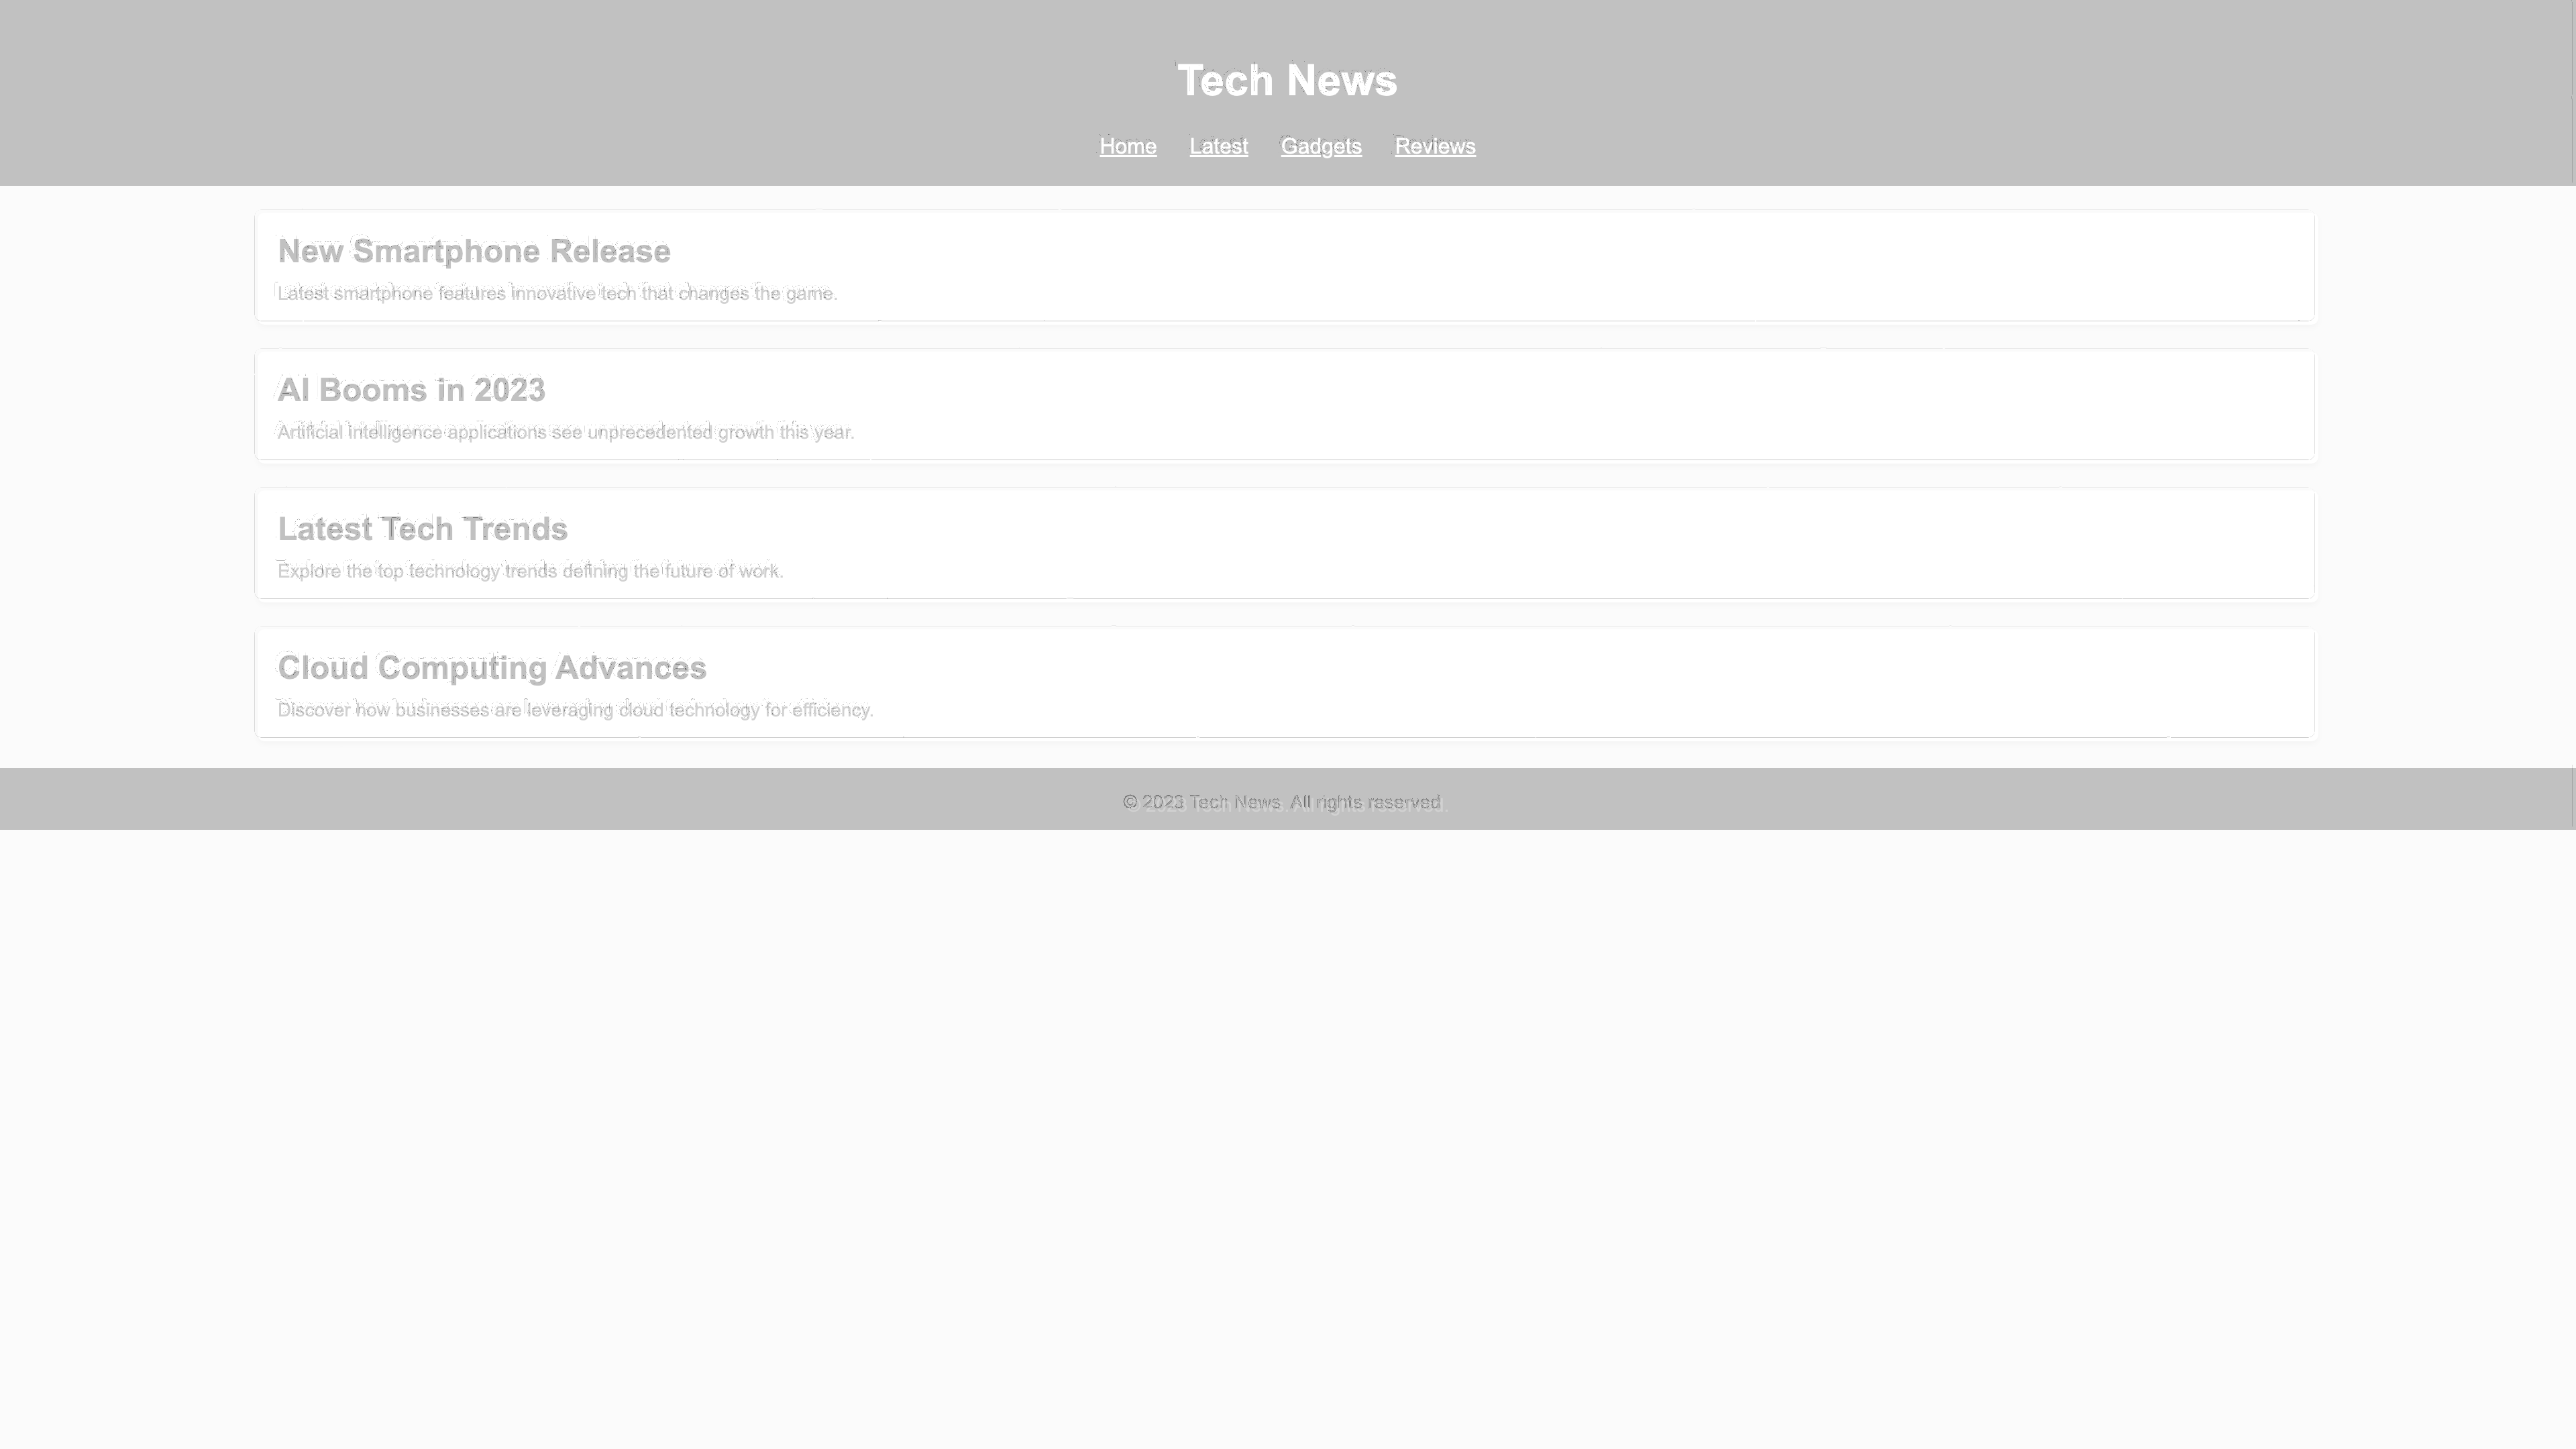 Tech News
Home Latest Gadgets Reviews
New Smartphone Release
Latest smartphone features innovative tech that changes the game.
AI Booms in 2023
Artificial intelligence applications see unprecedented growth this year.
Latest Tech Trends
Explore the top technology trends defining the future of work.
Cloud Computing Advances
Discover how businesses are leveraging cloud technology for efficiency.
© 2023 Tech News. All rights reserved.